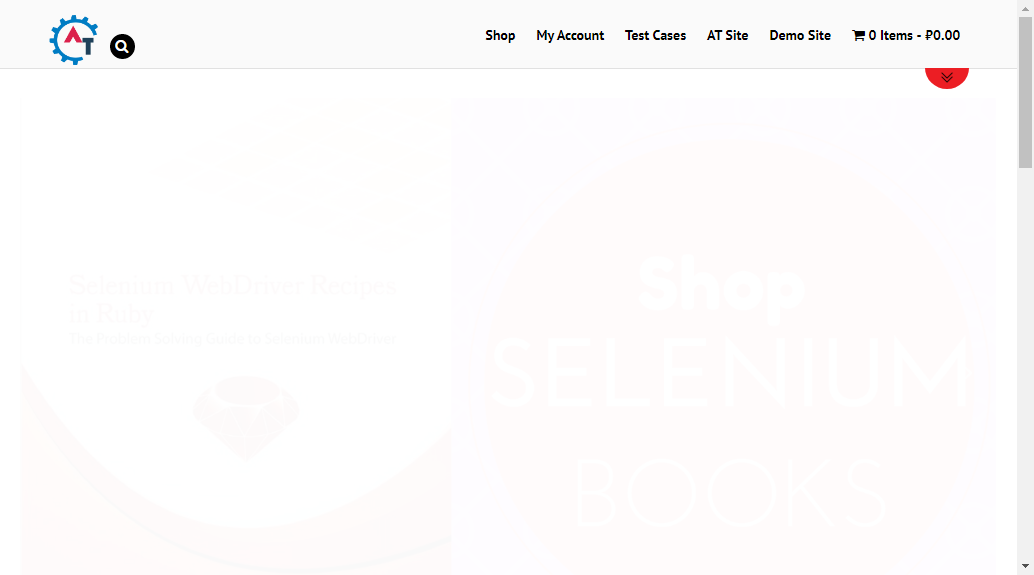 AT
Shop
My Account
Test Cases
AT Site
Demo Site
0 Items - ₽0.00
Selenium WebDriver Recipes
in Ruby
The Problem Solving Guide to Selenium WebDriver
Shop
SELENIUM
BOOKS